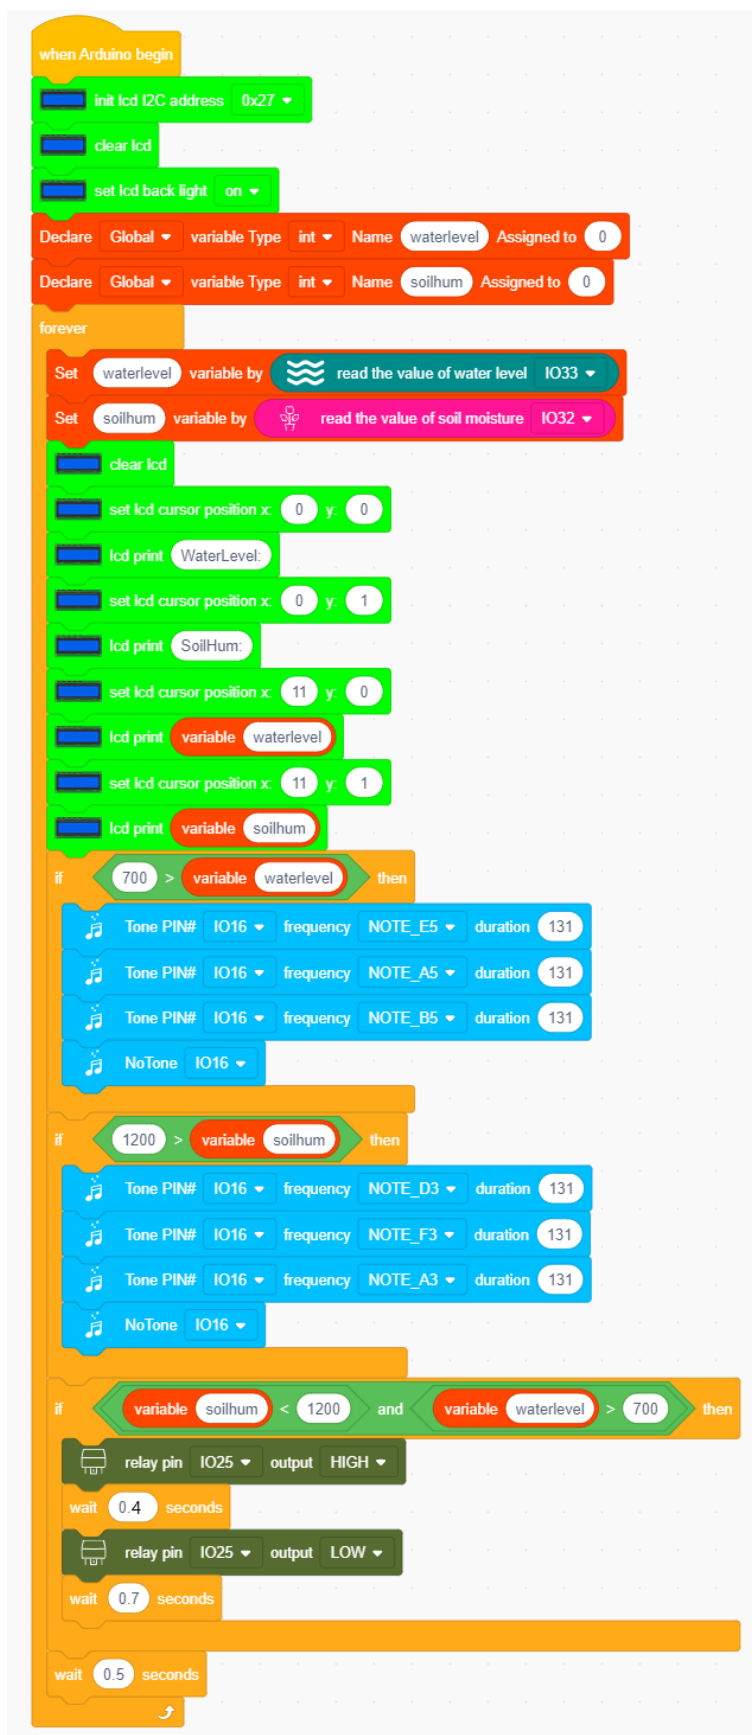 when Arduino begin
init lcd I2C address 0x27
clear lcd
set lcd back light on
Declare Global variable Type int Name waterlevel Assigned to 0
Declare Global variable Type int Name soilhum Assigned to 0
forever
Set waterlevel variable by read the value of water level IO33
Set soilhum variable by read the value of soil moisture IO32
clear lcd
set lcd cursor position x: 0 y: 0
lcd print WaterLevel:
set lcd cursor position x: 0 y: 1
lcd print SoilHum:
set lcd cursor position x: 11 y: 0
lcd print variable waterlevel
set lcd cursor position x: 11 y: 1
lcd print variable soilhum
if 700 > variable waterlevel then
Tone PIN# IO16 frequency NOTE_E5 duration 131
Tone PIN# IO16 frequency NOTE_A5 duration 131
Tone PIN# IO16 frequency NOTE_B5 duration 131
NoTone IO16
if 1200 > variable soilhum then
Tone PIN# IO16 frequency NOTE_D3 duration 131
Tone PIN# IO16 frequency NOTE_F3 duration 131
Tone PIN# IO16 frequency NOTE_A3 duration 131
NoTone IO16
if variable soilhum < 1200 and variable waterlevel > 700 then
relay pin IO25 output HIGH
wait 0.4 seconds
relay pin IO25 output LOW
wait 0.7 seconds
wait 0.5 seconds